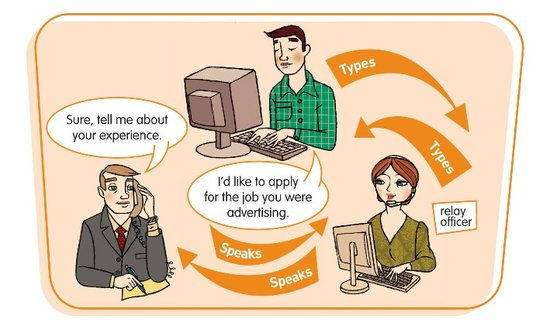 Types
Sure, tell me about
your experience.
Types
I'd like to apply
for the job you were
advertising.
relay
officer
Speaks
Speaks